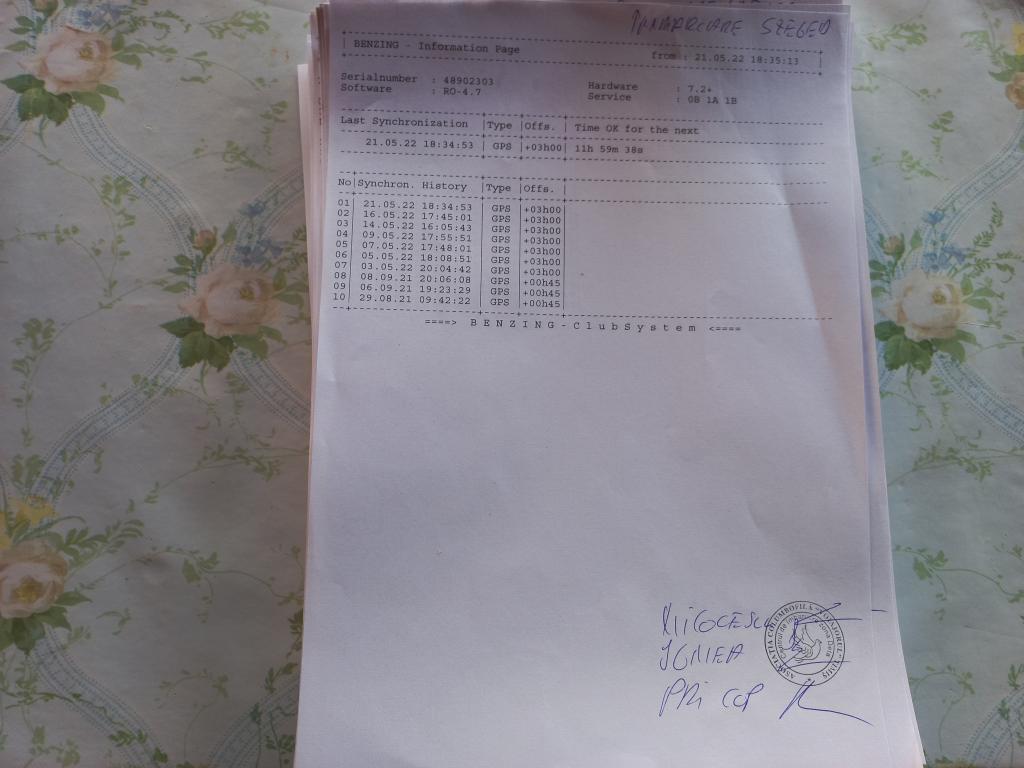 SZEGED
BENZING - Information Page
from : 21.05.22 18:35:13
Serialnumber : 48902303
Hardware : 7.2+
Software : RO-4.7
Service : 0B 1A 1B
Last Synchronization |Type |Offs.| Time OK for the next
21.05.22 18:34:53 | GPS |+03h00| 11h 59m 38s
No|Synchron. History |Type |Offs.|
01| 21.05.22 18:34:53 | GPS |+03h00|
02| 16.05.22 17:45:01 | GPS |+03h00|
03| 14.05.22 16:05:43 | GPS |+03h00|
04| 09.05.22 17:55:51 | GPS |+03h00|
05| 07.05.22 17:48:01 | GPS |+03h00|
06| 05.05.22 18:08:51 | GPS |+03h00|
07| 03.05.22 20:04:42 | GPS |+03h00|
08| 08.09.21 20:06:08 | GPS |+00h45|
09| 06.09.21 19:23:29 | GPS |+00h45|
10| 29.08.21 09:42:22 | GPS |+00h45|
====> B E N Z I N G - C l u b S y s t e m <====
ASOCIATIA COLUMBOFILA